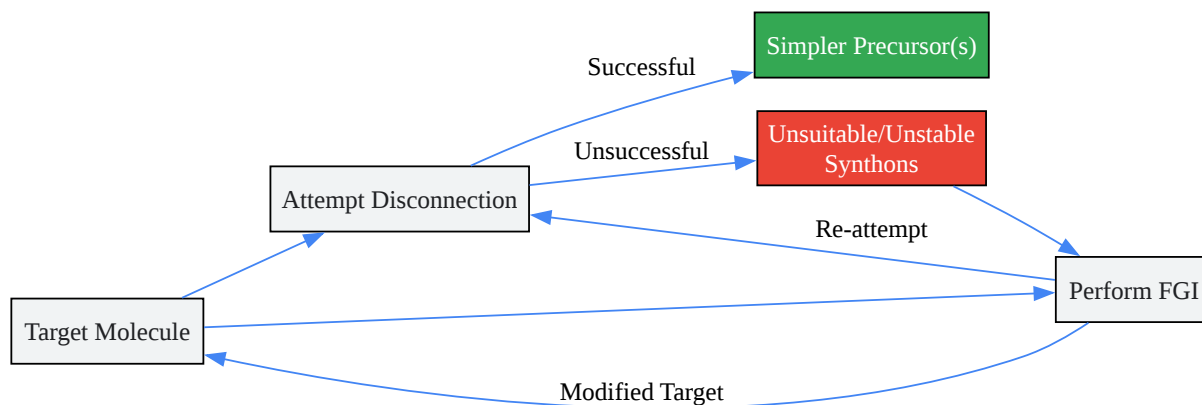 Simpler Precursor(s)
Successful
Unsuitable/Unstable
Synthons
Unsuccessful
Attempt Disconnection
Re-attempt
Perform FGI
Target Molecule
Modified Target